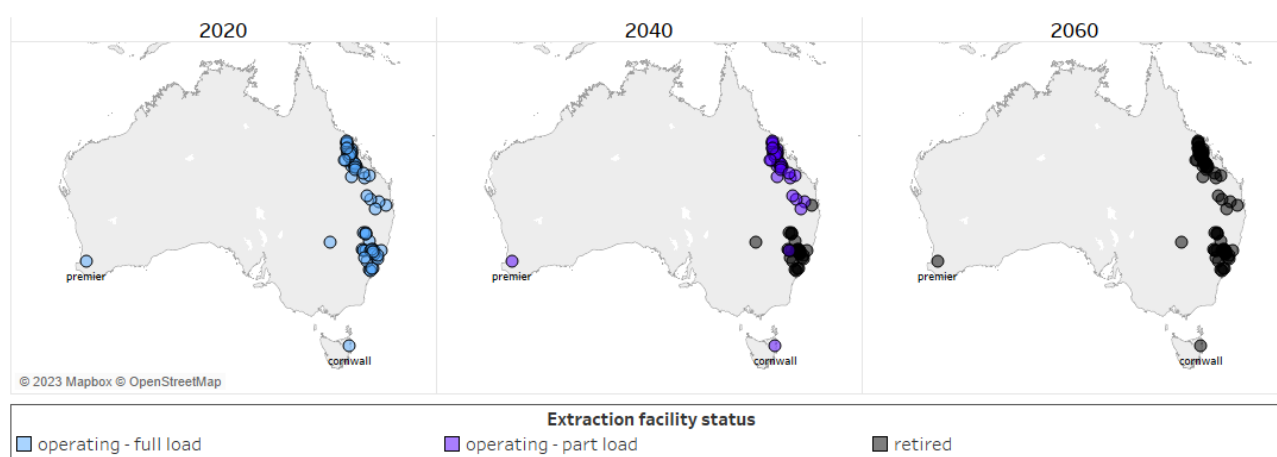 2020 2040 2060
premier premier premier
cornwall cornwall cornwall
© 2023 Mapbox © OpenStreetMap
Extraction facility status
operating - full load operating - part load retired